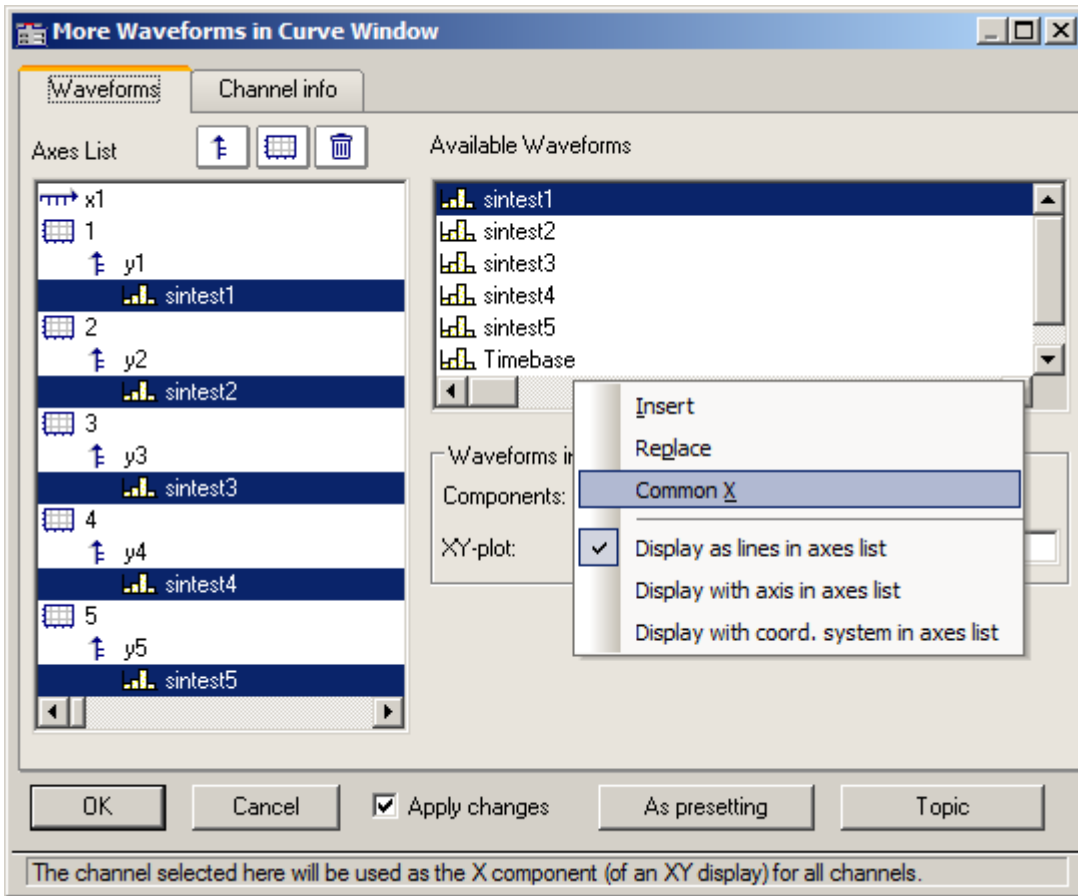 More Waveforms in Curve Window
Waveforms
Channel info
Axes List
Available Waveforms
x1
1
y1
sintest1
2
y2
sintest2
3
y3
sintest3
4
y4
sintest4
5
y5
sintest5
sintest1
sintest2
sintest3
sintest4
sintest5
Timebase
Waveforms
Components:
XY-plot:
Insert
Replace
Common X
Display as lines in axes list
Display with axis in axes list
Display with coord. system in axes list
OK
Cancel
Apply changes
As presetting
Topic
The channel selected here will be used as the X component (of an XY display) for all channels.